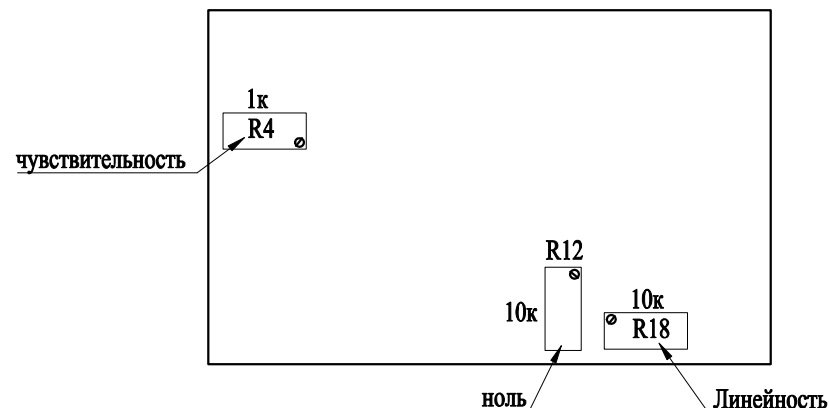 1к
R4
чувствительность
R12
10к
10к
R18
ноль
Линейность